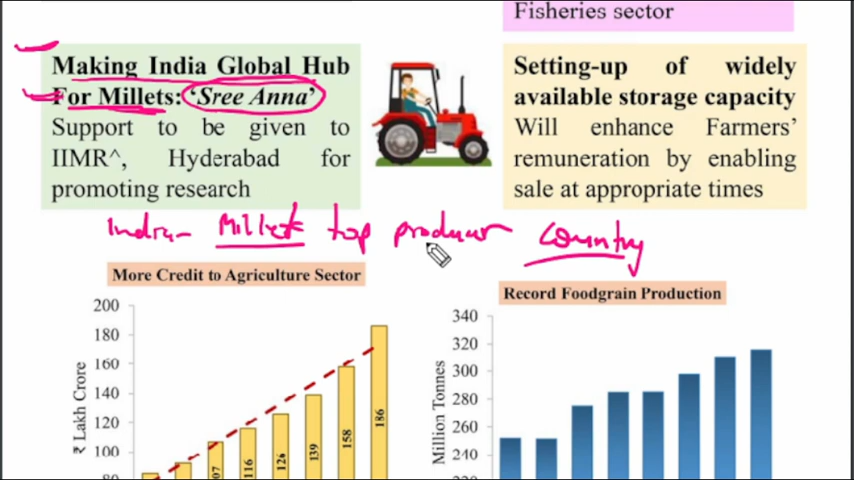 Fisheries sector
Making India Global Hub
For Millets: ‘Sree Anna’
Support to be given to
IIMR^, Hyderabad for
promoting research
Setting-up of widely
available storage capacity
Will enhance Farmers’
remuneration by enabling
sale at appropriate times
India- Millets top producer country
More Credit to Agriculture Sector
₹ Lakh Crore
200
180
160
140
120
100
80
07
116
126
139
158
186
Record Foodgrain Production
Million Tonnes
340
320
300
280
260
240
220